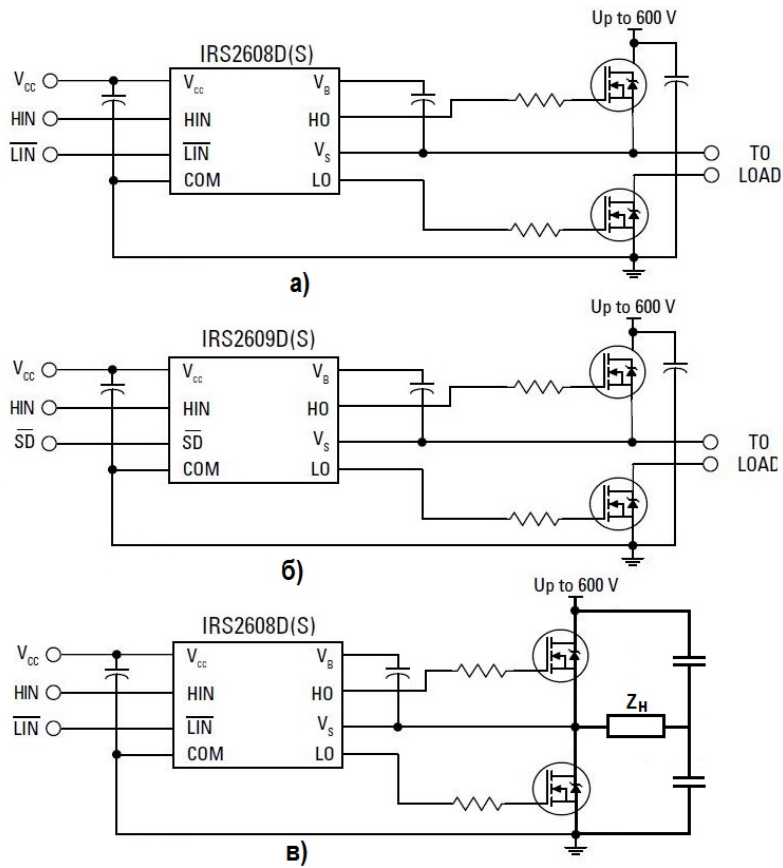 Up to 600 V
IRS2608D(S)
Vcc
Vcc
VB
HIN
HIN
HO
LIN
LIN
VS
TO
LOAD
COM
LO
а)
Up to 600 V
IRS2609D(S)
Vcc
Vcc
VB
HIN
HIN
HO
SD
SD
VS
TO
LOAD
COM
LO
б)
Up to 600 V
IRS2608D(S)
Vcc
Vcc
VB
HIN
HIN
HO
ZH
LIN
LIN
VS
COM
LO
в)